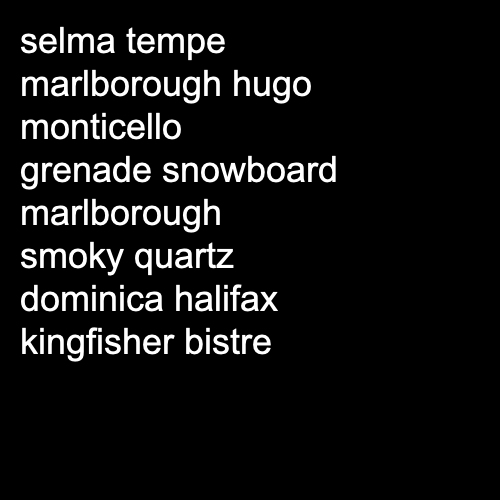 selma tempe
marlborough hugo
monticello
grenade snowboard
marlborough
smoky quartz
dominica halifax
kingfisher bistre